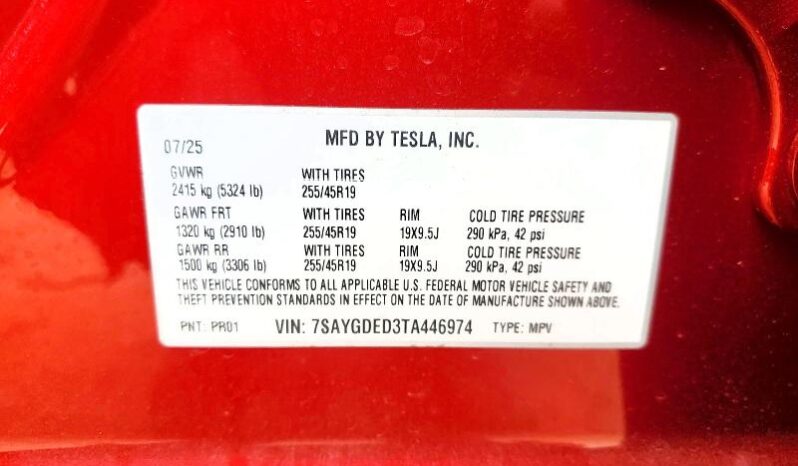 07/25 MFD BY TESLA, INC.
GVWR WITH TIRES
2415 kg (5324 lb) 255/45R19
GAWR FRT WITH TIRES RIM COLD TIRE PRESSURE
1320 kg (2910 lb) 255/45R19 19X9.5J 290 kPa, 42 psi
GAWR RR WITH TIRES RIM COLD TIRE PRESSURE
1500 kg (3306 lb) 255/45R19 19X9.5J 290 kPa, 42 psi
THIS VEHICLE CONFORMS TO ALL APPLICABLE U.S. FEDERAL MOTOR VEHICLE SAFETY AND
THEFT PREVENTION STANDARDS IN EFFECT ON THE DATE OF MANUFACTURE SHOWN ABOVE.
PNT: PR01 VIN: 7SAYGDED3TA446974 TYPE: MPV